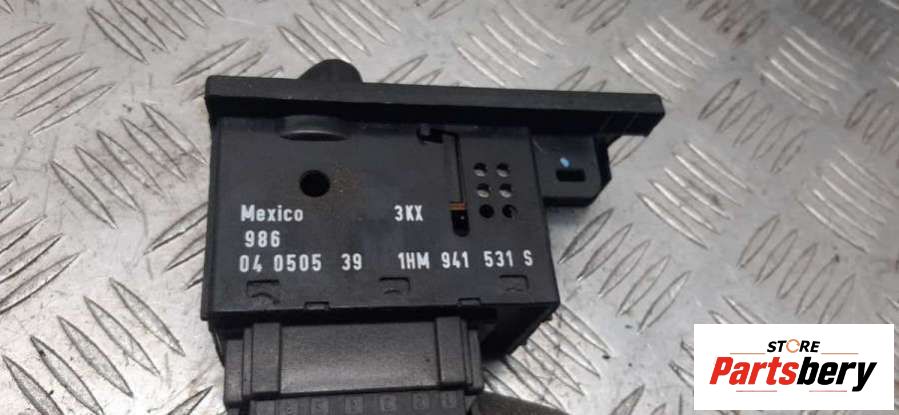 Mexico 3KX
986
04 0505 39 1HM 941 531 S
STORE
Partsbery